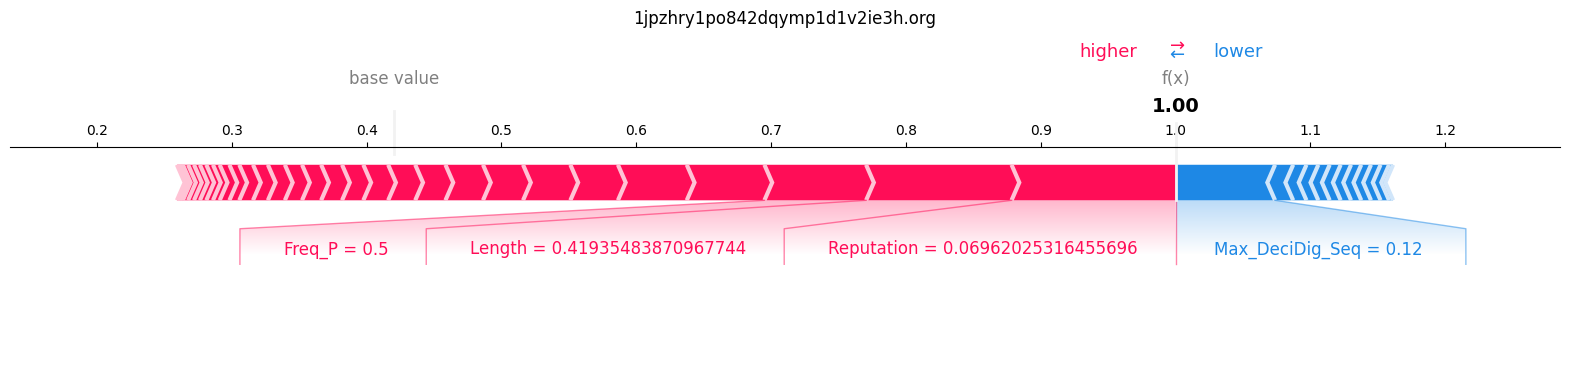 1jpzhry1po842dqymp1d1v2ie3h.org
higher ⇄ lower
base value
f(x)
1.00
0.2 0.3 0.4 0.5 0.6 0.7 0.8 0.9 1.0 1.1 1.2
Freq_P = 0.5
Length = 0.41935483870967744
Reputation = 0.06962025316455696
Max_DeciDig_Seq = 0.12